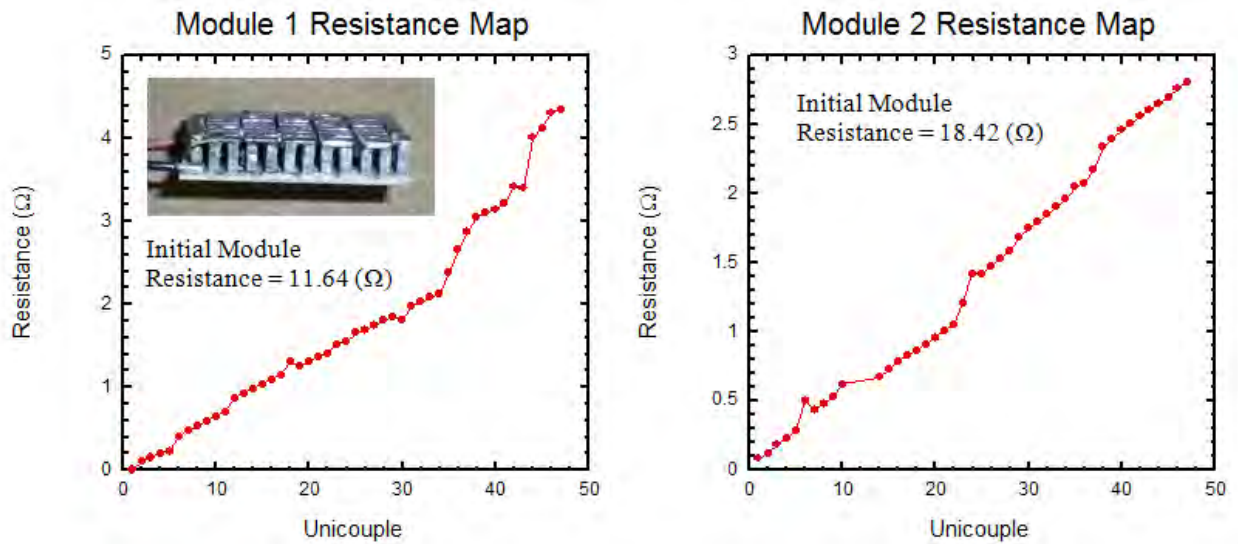 Module 1 Resistance Map
5
4
3
2
1
0
Resistance (Ω)
Initial Module
Resistance = 11.64 (Ω)
0
10
20
30
40
50
Unicouple
Module 2 Resistance Map
3
2.5
2
1.5
1
0.5
0
Resistance (Ω)
Initial Module
Resistance = 18.42 (Ω)
0
10
20
30
40
50
Unicouple